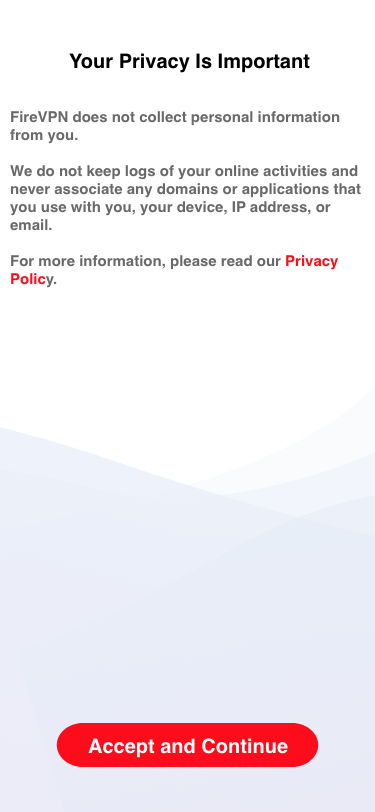 Your Privacy Is Important
FireVPN does not collect personal information
from you.
We do not keep logs of your online activities and
never associate any domains or applications that
you use with you, your device, IP address, or
email.
For more information, please read our Privacy
Policy.
Accept and Continue